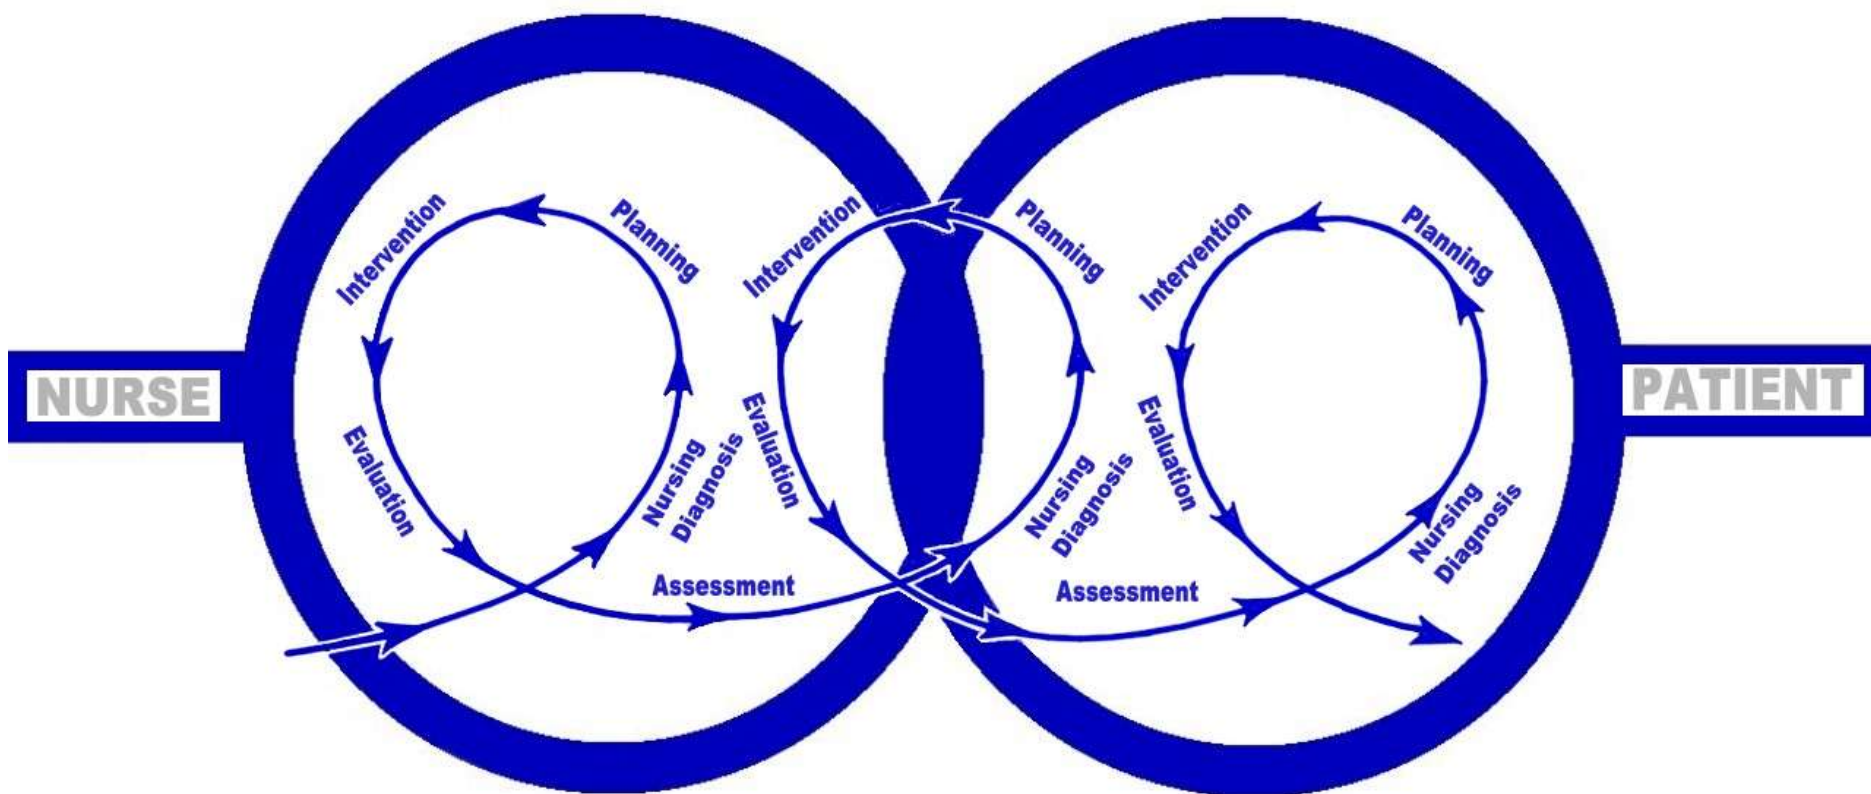 NURSE
Intervention
Planning
Evaluation
Nursing
Diagnosis
Assessment
Intervention
Planning
Evaluation
Nursing
Diagnosis
Assessment
Intervention
Planning
Evaluation
Nursing
Diagnosis
PATIENT